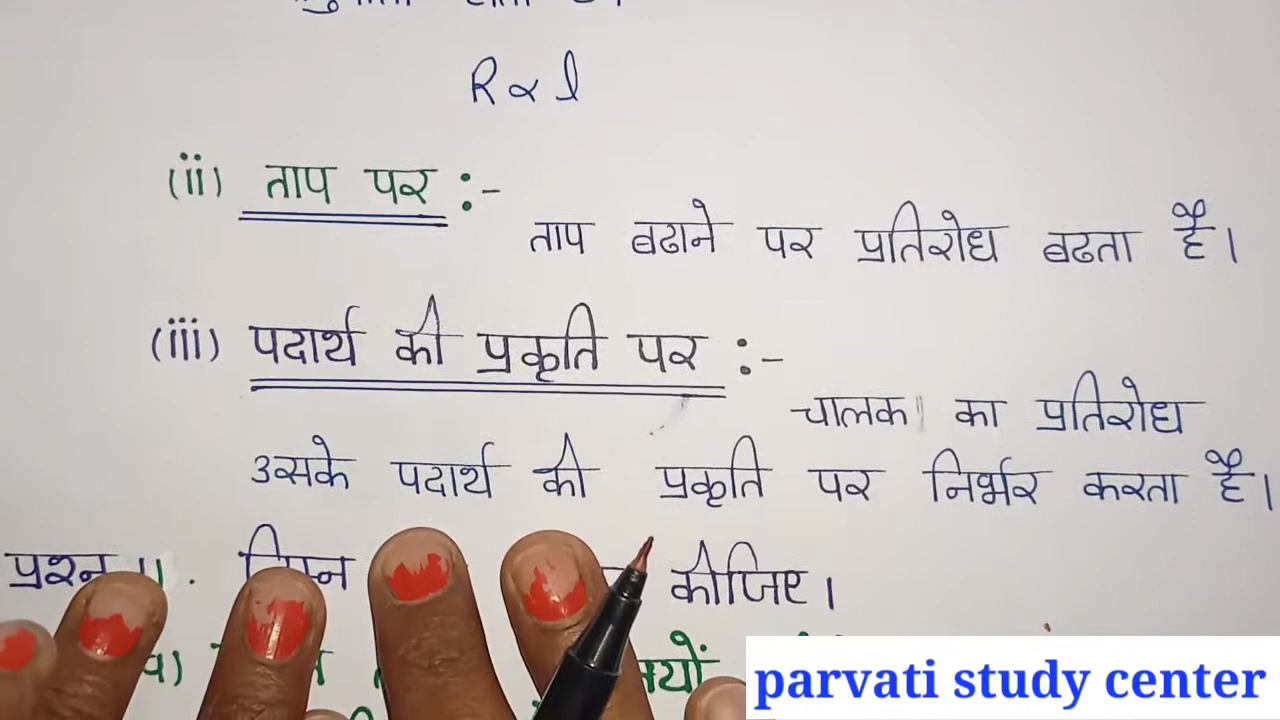 R ∝ l
(ii) ताप पर :-
ताप बढाने पर प्रतिरोध बढता है।
(iii) पदार्थ की प्रकृति पर :-
चालक का प्रतिरोध
उसके पदार्थ की प्रकृति पर निर्भर करता है।
प्रश्न 11. निम्न कीजिए।
parvati study center